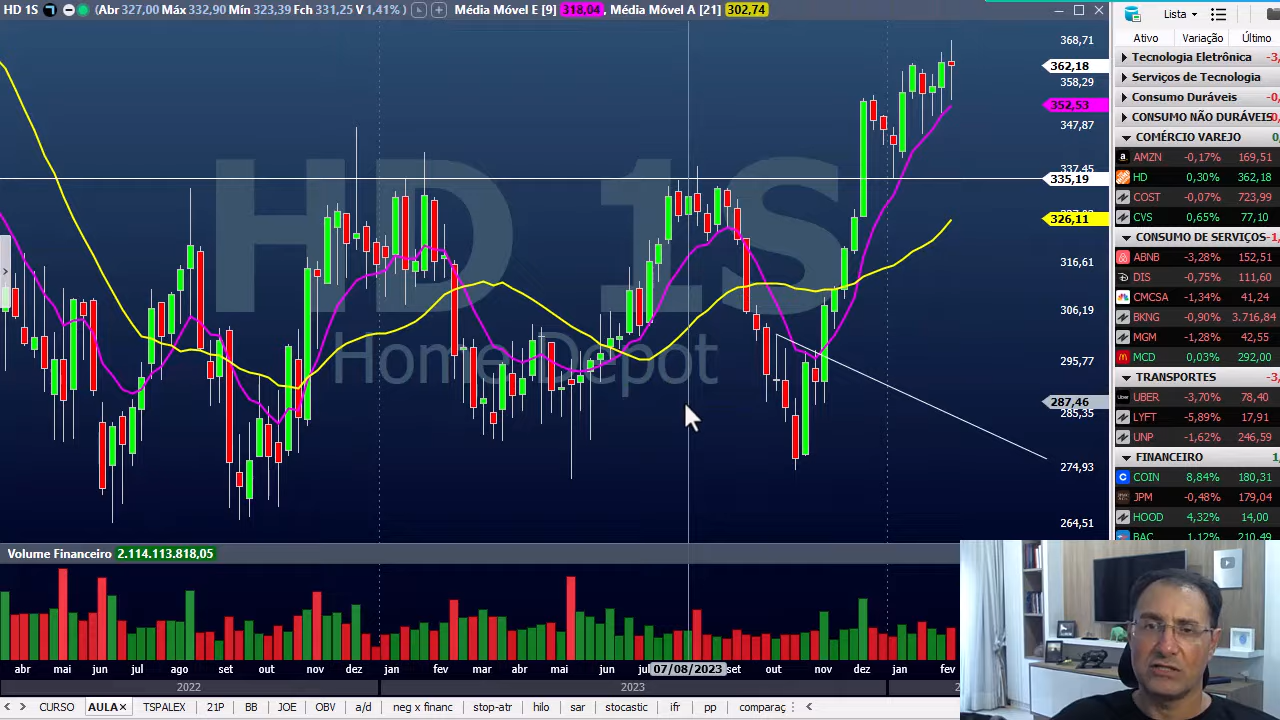 HD 1S (Abr 327,00 Máx 332,90 Mín 323,39 Fch 331,25 V 1,41%) Média Móvel E [9] 318,04, Média Móvel A [21] 302,74
HD 1S
Home Depot
368,71
362,18
358,29
352,53
347,87
337,45
335,19
326,11
316,61
306,19
295,77
287,46
285,35
274,93
264,51
Volume Financeiro 2.114.113.818,05
abr mai jun jul ago set out nov dez jan fev mar abr mai jun 07/08/2023 set out nov dez jan fev
2022 2023
CURSO AULA TSPALEX 21P BB JOE OBV a/d neg x financ stop-atr hilo sar stocastic ifr pp comparaç
Lista
Ativo Variação Último
Tecnologia Eletrônica
Serviços de Tecnologia
Consumo Duráveis
CONSUMO NÃO DURÁVEIS
COMÉRCIO VAREJO
AMZN -0,17% 169,51
HD 0,30% 362,18
COST -0,07% 723,99
CVS 0,65% 77,10
CONSUMO DE SERVIÇOS
ABNB -3,28% 152,51
DIS -0,75% 111,60
CMCSA -1,34% 41,24
BKNG -0,90% 3.716,84
MGM -1,28% 42,55
MCD 0,03% 292,00
TRANSPORTES
UBER -3,70% 78,40
LYFT -5,89% 17,91
UNP -1,62% 246,59
FINANCEIRO
COIN 8,84% 180,31
JPM -0,48% 179,04
HOOD 4,32% 14,00
BAC 1,12% 210,49